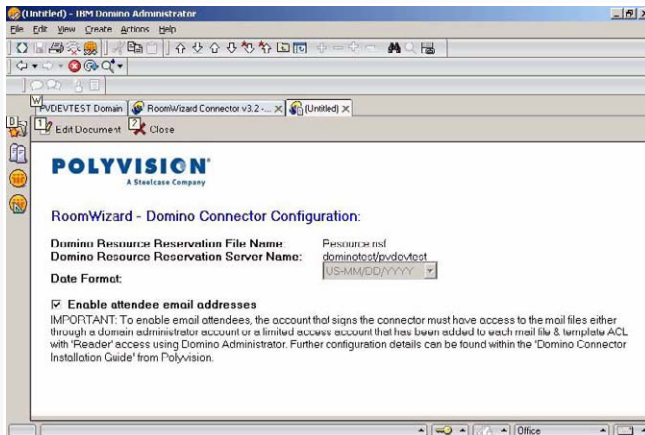 (Untitled) - IBM Domino Administrator
File Edit View Create Actions Help
W
PVDEVTEST Domain RoomWizard Connector v3.2 -... (Untitled)
D
1 Edit Document 2 Close
POLYVISION
A Steelcase Company
RoomWizard - Domino Connector Configuration:
Domino Resource Reservation File Name: Resource.nsf
Domino Resource Reservation Server Name: dominotest/pvdevtest
Date Format: US-MM/DD/YYYY
Enable attendee email addresses
IMPORTANT: To enable email attendees, the account that signs the connector must have access to the mail files either
through a domain administrator account or a limited access account that has been added to each mail file & template ACL
with 'Reader' access using Domino Administrator. Further configuration details can be found within the 'Domino Connector
Installation Guide' from Polyvision.
Office